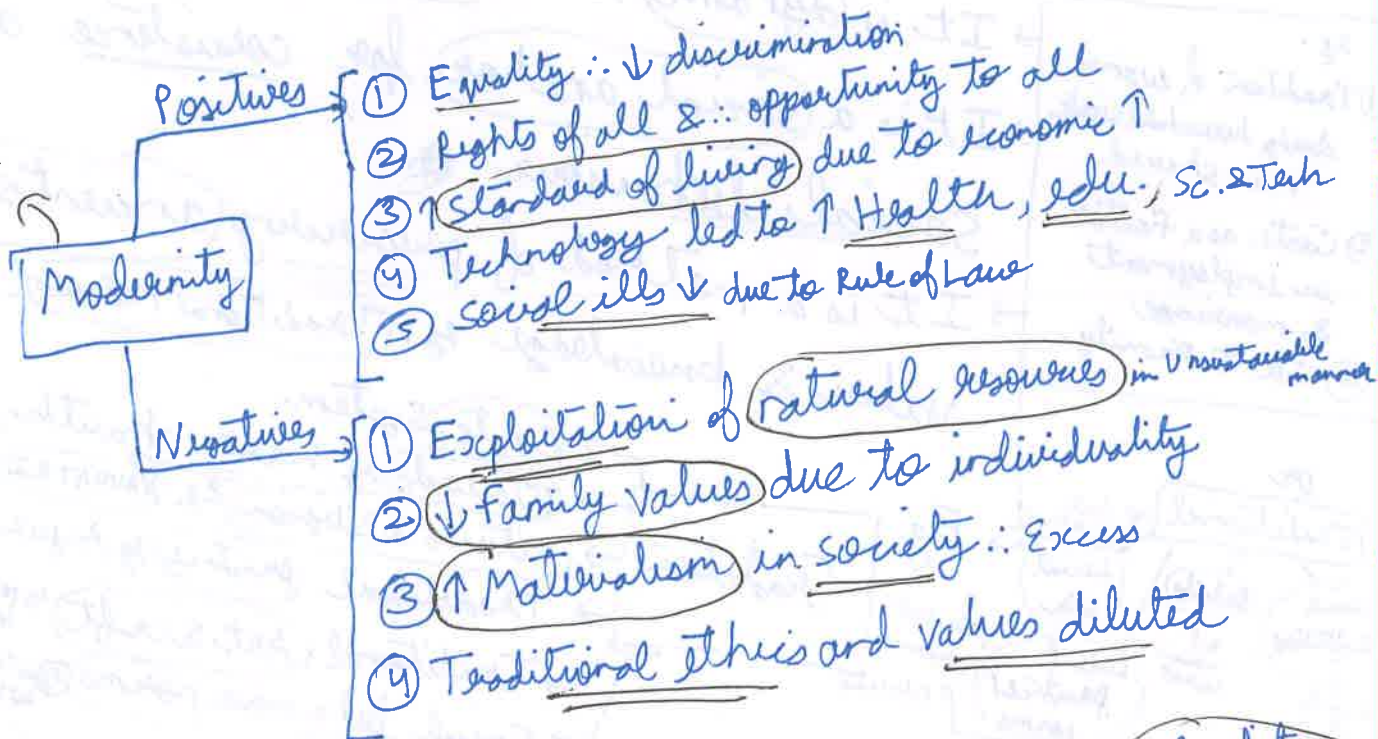 Modernity
Positives
① Equality ∴ ↓ discrimination
② Rights of all & ∴ opportunity to all
③ ↑ Standard of living due to economic ↑
④ Technology led to ↑ Health, edu., Sc. & Tech
⑤ Social ills ↓ due to Rule of Law
Negatives
① Exploitation of natural resources in Unsustainable manner
② ↓ Family Values due to individuality
③ ↑ Materialism in society ∴ Excess
④ Traditional ethics and values diluted